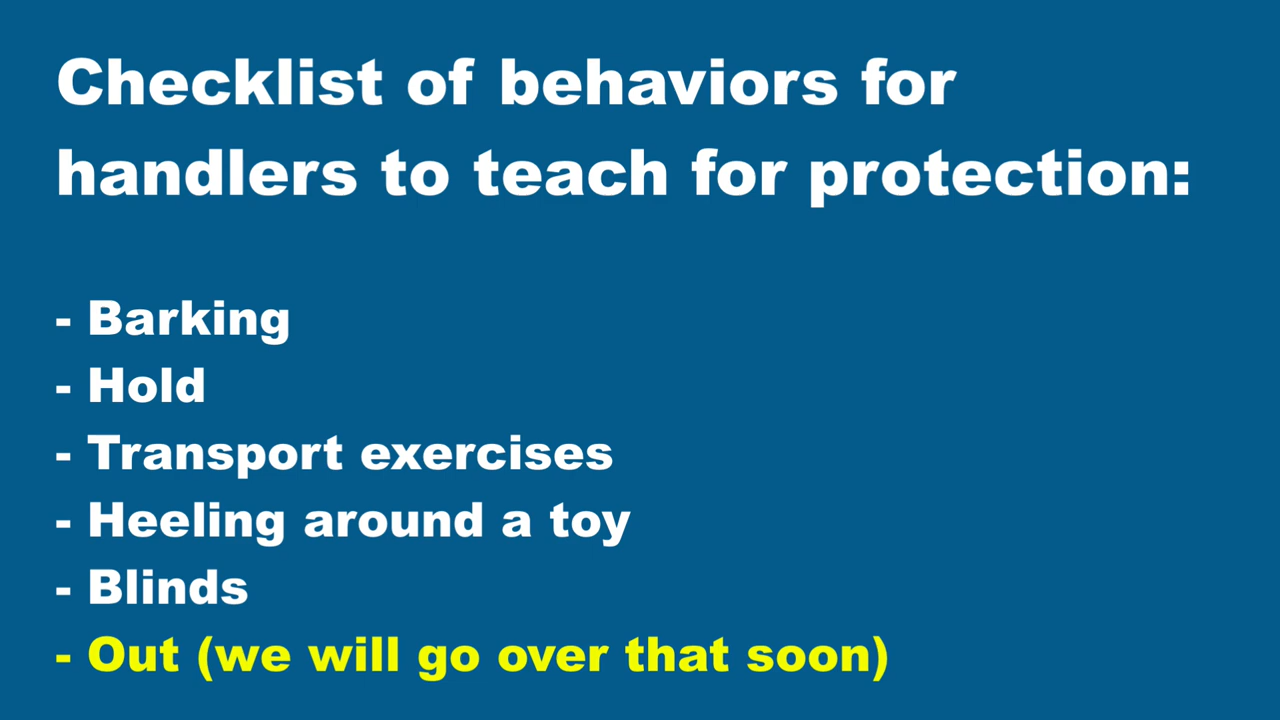 Checklist of behaviors for
handlers to teach for protection:
- Barking
- Hold
- Transport exercises
- Heeling around a toy
- Blinds
- Out (we will go over that soon)